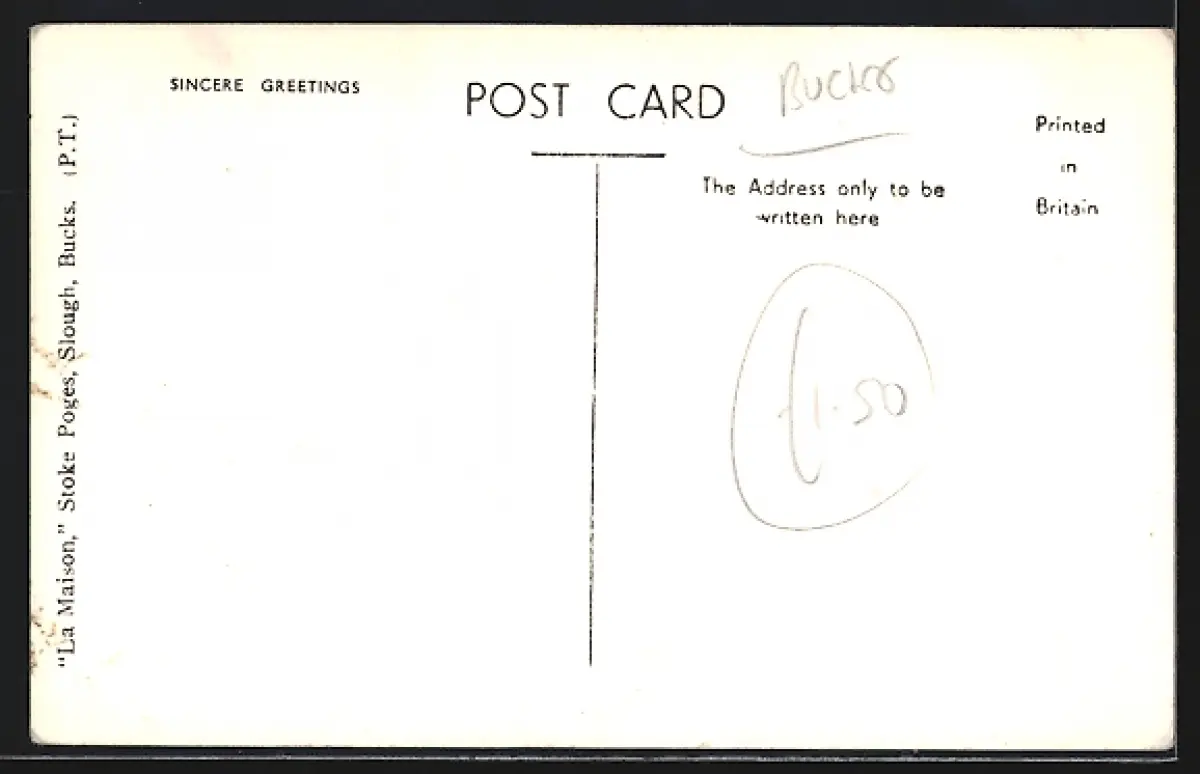 SINCERE GREETINGS
POST CARD
Bucks
Printed
in
Britain
The Address only to be
written here
£1.50
"La Maison," Stoke Poges, Slough, Bucks. (P.T.)